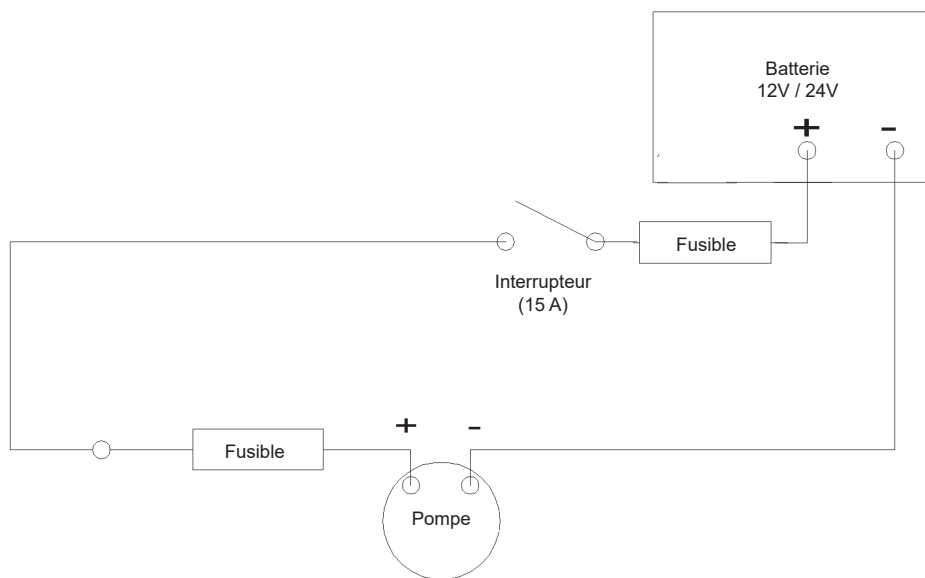 Batterie
12V / 24V
+ -
Fusible
Interrupteur
(15 A)
+ -
Fusible
Pompe